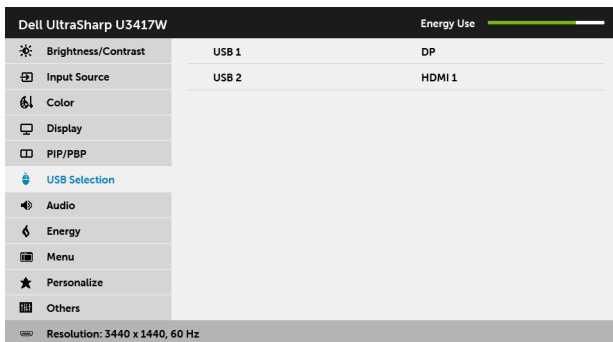 Dell UltraSharp U3417W Energy Use
Brightness/Contrast USB 1 DP
Input Source USB 2 HDMI 1
Color
Display
PIP/PBP
USB Selection
Audio
Energy
Menu
Personalize
Others
Resolution: 3440 x 1440, 60 Hz